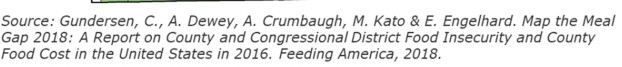 Source: Gundersen, C., A. Dewey, A. Crumbaugh, M. Kato & E. Engelhard. Map the Meal
Gap 2018: A Report on County and Congressional District Food Insecurity and County
Food Cost in the United States in 2016. Feeding America, 2018.